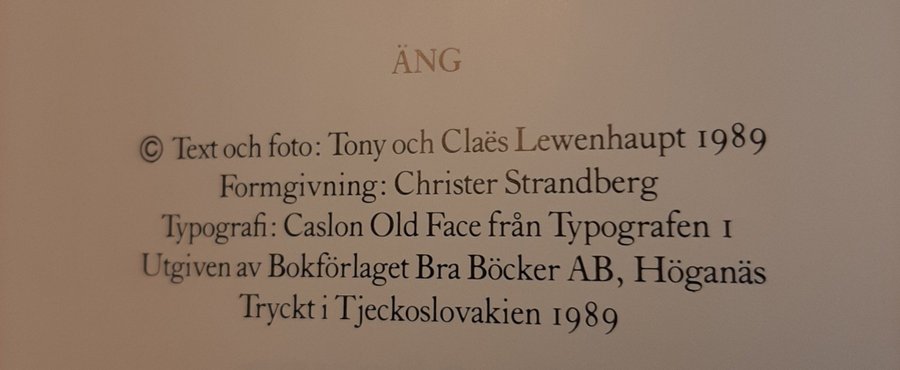 ÄNG
© Text och foto: Tony och Claës Lewenhaupt 1989
Formgivning: Christer Strandberg
Typografi: Caslon Old Face från Typografen 1
Utgiven av Bokförlaget Bra Böcker AB, Höganäs
Tryckt i Tjeckoslovakien 1989